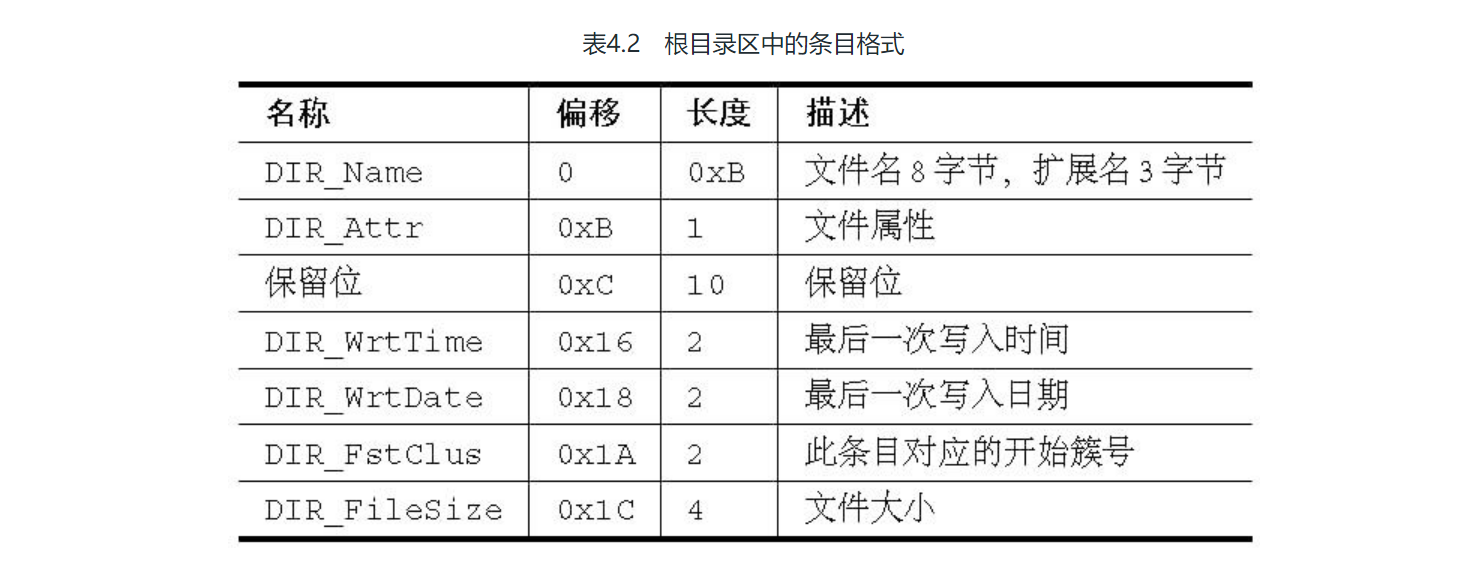 表4.2 根目录区中的条目格式
名称 偏移 长度 描述
DIR_Name 0 0xB 文件名8字节，扩展名3字节
DIR_Attr 0xB 1 文件属性
保留位 0xC 10 保留位
DIR_WrtTime 0x16 2 最后一次写入时间
DIR_WrtDate 0x18 2 最后一次写入日期
DIR_FstClus 0x1A 2 此条目对应的开始簇号
DIR_FileSize 0x1C 4 文件大小